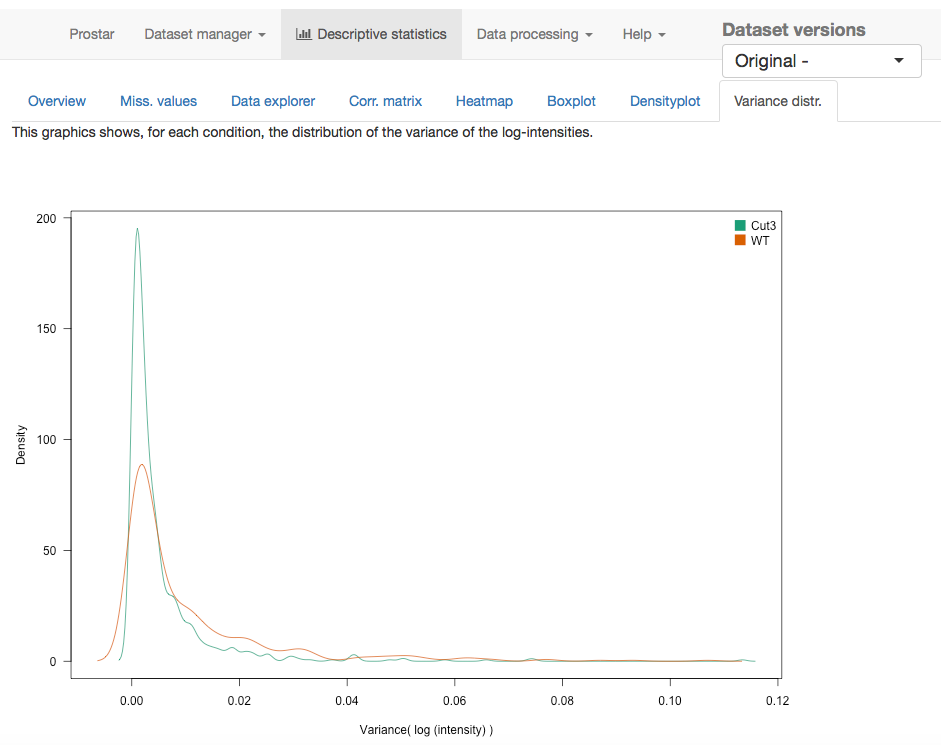 Prostar Dataset manager Descriptive statistics Data processing Help Dataset versions
Original -
Overview Miss. values Data explorer Corr. matrix Heatmap Boxplot Densityplot Variance distr.
This graphics shows, for each condition, the distribution of the variance of the log-intensities.
200
Cut3
WT
150
Density
100
50
0
0.00 0.02 0.04 0.06 0.08 0.10 0.12
Variance( log (intensity) )